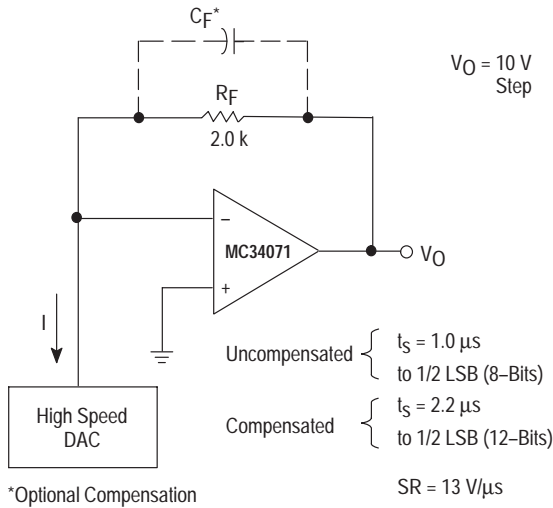 CF*
VO = 10 V
Step
RF
2.0 k
–
MC34071
VO
+
I
Uncompensated
tS = 1.0 µs
to 1/2 LSB (8–Bits)
High Speed
DAC
Compensated
tS = 2.2 µs
to 1/2 LSB (12–Bits)
*Optional Compensation
SR = 13 V/µs